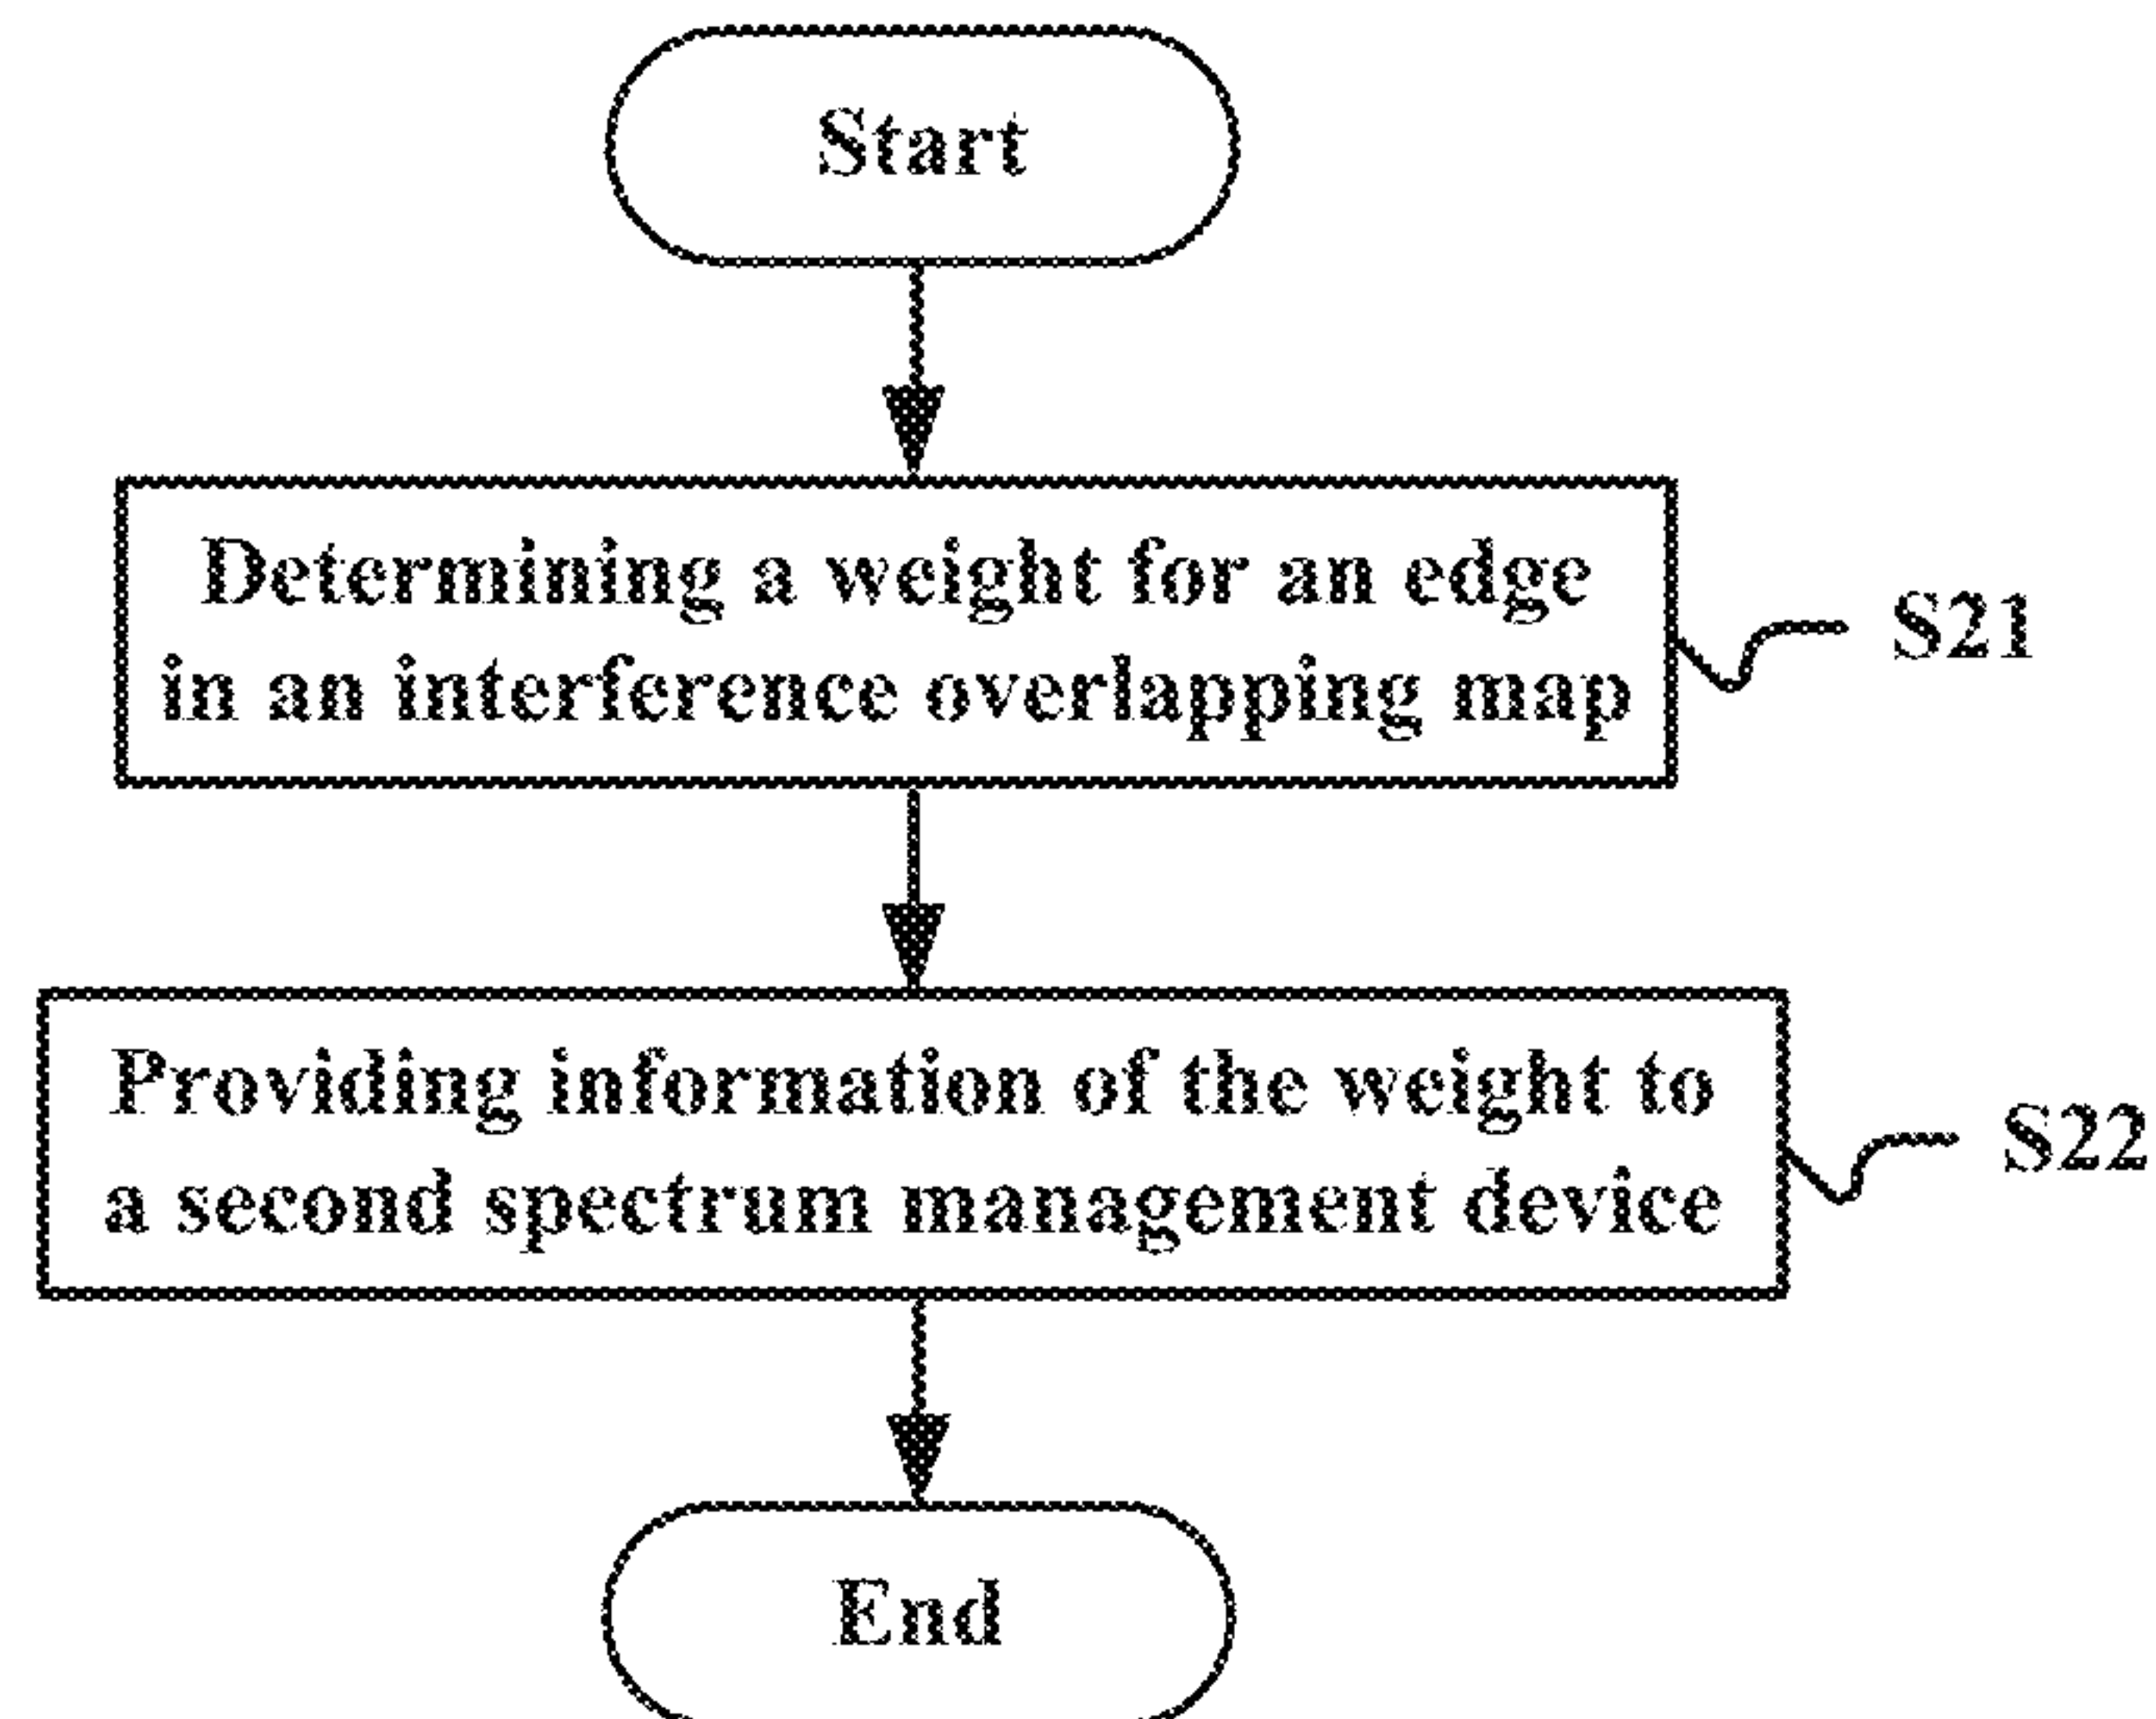 Start
Determining a weight for an edge
in an interference overlapping map
S21
Providing information of the weight to
a second spectrum management device
S22
End